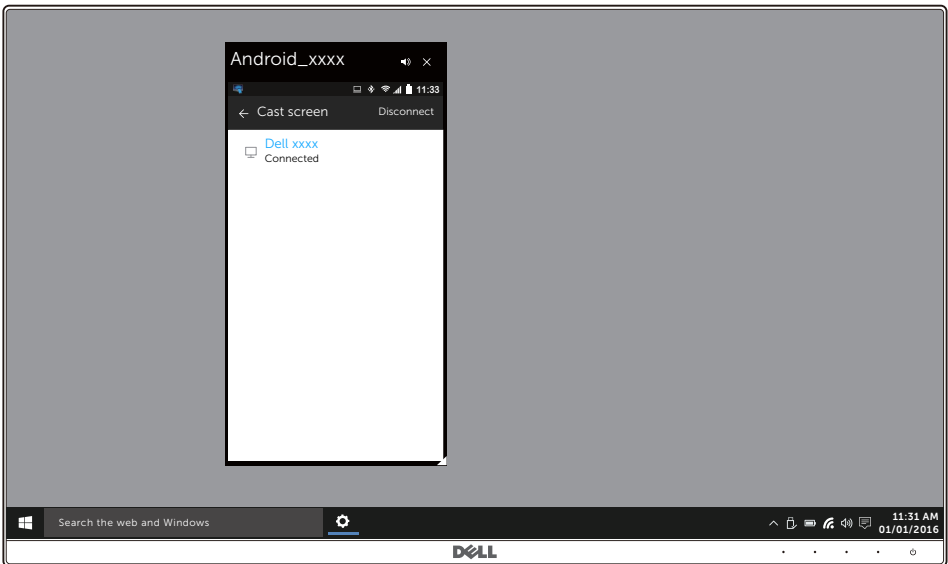 Android_xxxx
11:33
Cast screen Disconnect
Dell xxxx
Connected
Search the web and Windows
11:31 AM
01/01/2016
DELL